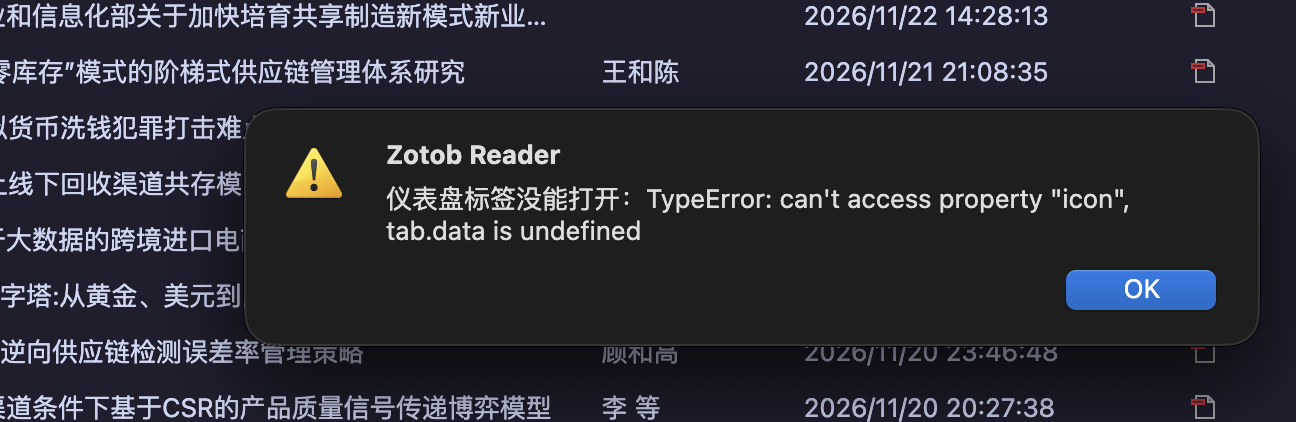 和信息化部关于加快培育共享制造新模式新业... 2026/11/22 14:28:13
零库存”模式的阶梯式供应链管理体系研究 王和陈 2026/11/21 21:08:35
货币洗钱犯罪打击难
Zotob Reader
线下回收渠道共存模
仪表盘标签没能打开：TypeError: can't access property "icon",
tab.data is undefined
大数据的跨境进口电
字塔:从黄金、美元到
OK
逆向供应链检测误差率管理策略 顾和高 2026/11/20 23:46:48
渠道条件下基于CSR的产品质量信号传递博弈模型 李 等 2026/11/20 20:27:38